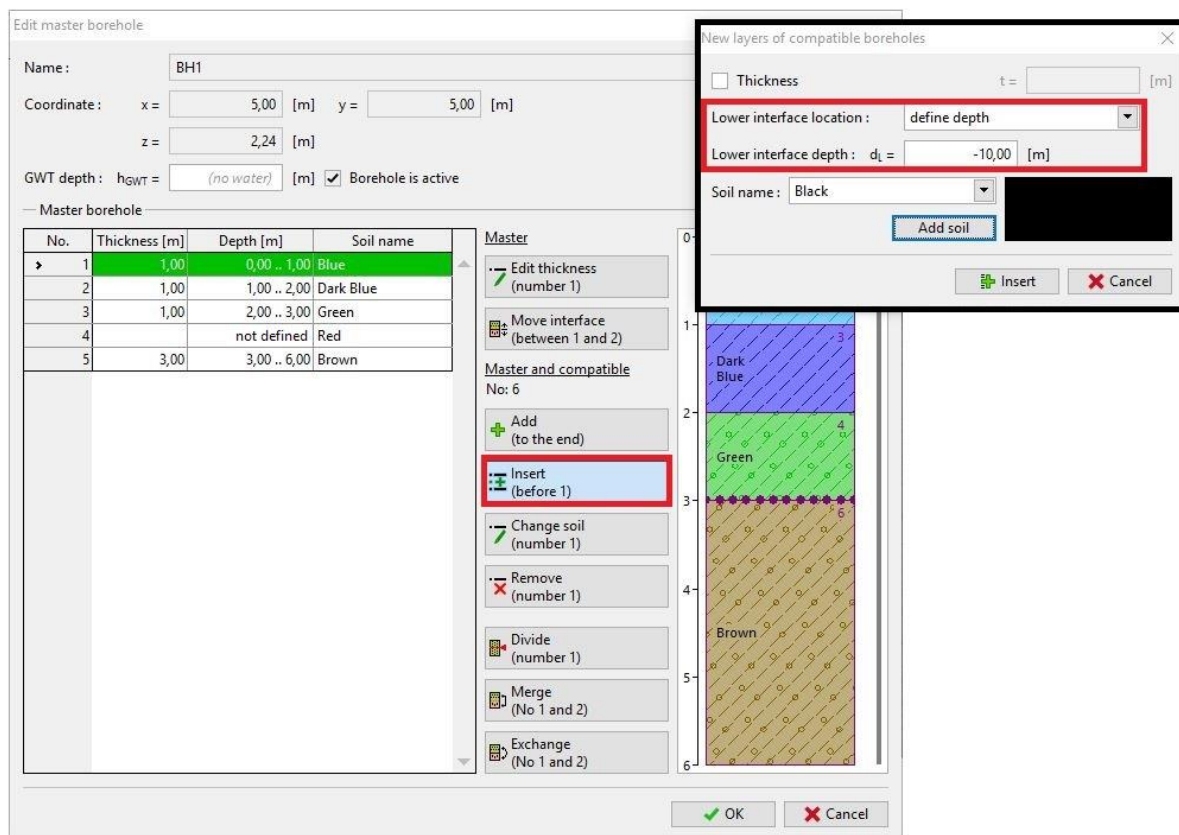 Edit master borehole
Name :
BH1
Coordinate : x = 5,00 [m] y = 5,00 [m]
z = 2,24 [m]
GWT depth : hGWT = (no water) [m] Borehole is active
Master borehole
No. Thickness [m] Depth [m] Soil name
1 1,00 0,00 .. 1,00 Blue
2 1,00 1,00 .. 2,00 Dark Blue
3 1,00 2,00 .. 3,00 Green
4 not defined Red
5 3,00 3,00 .. 6,00 Brown
Master
Edit thickness
(number 1)
Move interface
(between 1 and 2)
Master and compatible
No: 6
Add
(to the end)
Insert
(before 1)
Change soil
(number 1)
Remove
(number 1)
Divide
(number 1)
Merge
(No 1 and 2)
Exchange
(No 1 and 2)
0
1
3
Dark
Blue
2
4
Green
3
6
4
Brown
5
6
OK
Cancel
New layers of compatible boreholes
Thickness t = [m]
Lower interface location : define depth
Lower interface depth : dL = -10,00 [m]
Soil name : Black
Add soil
Insert
Cancel